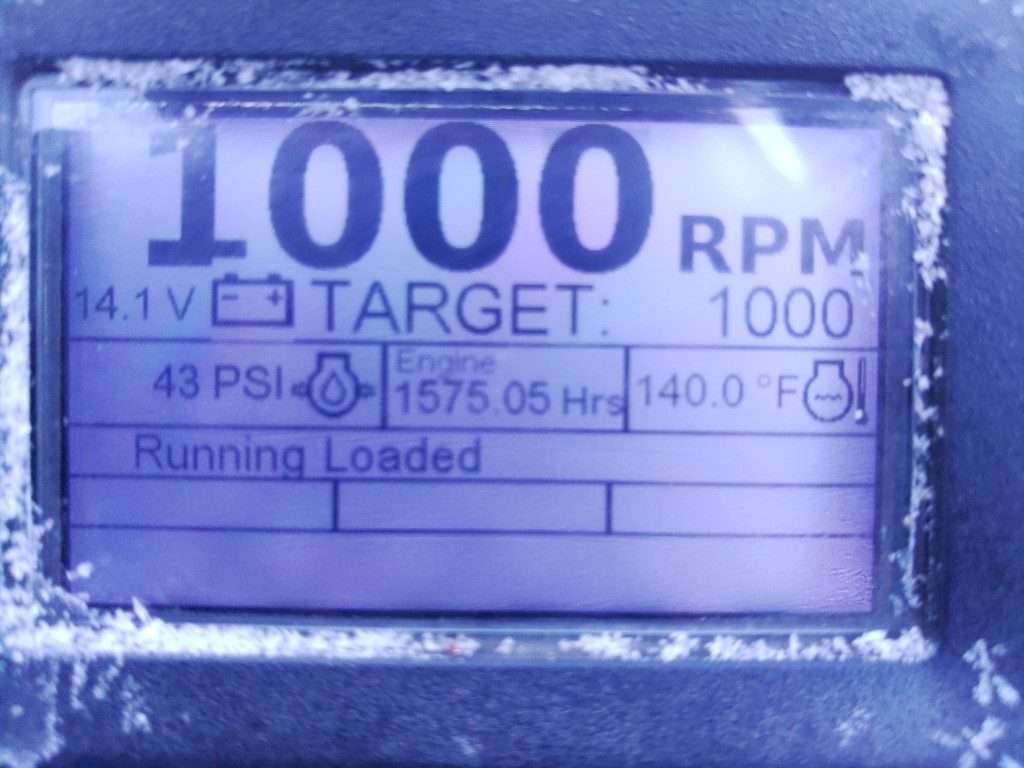 1000 RPM
14.1 V TARGET: 1000
43 PSI Engine 1575.05 Hrs 140.0 °F
Running Loaded